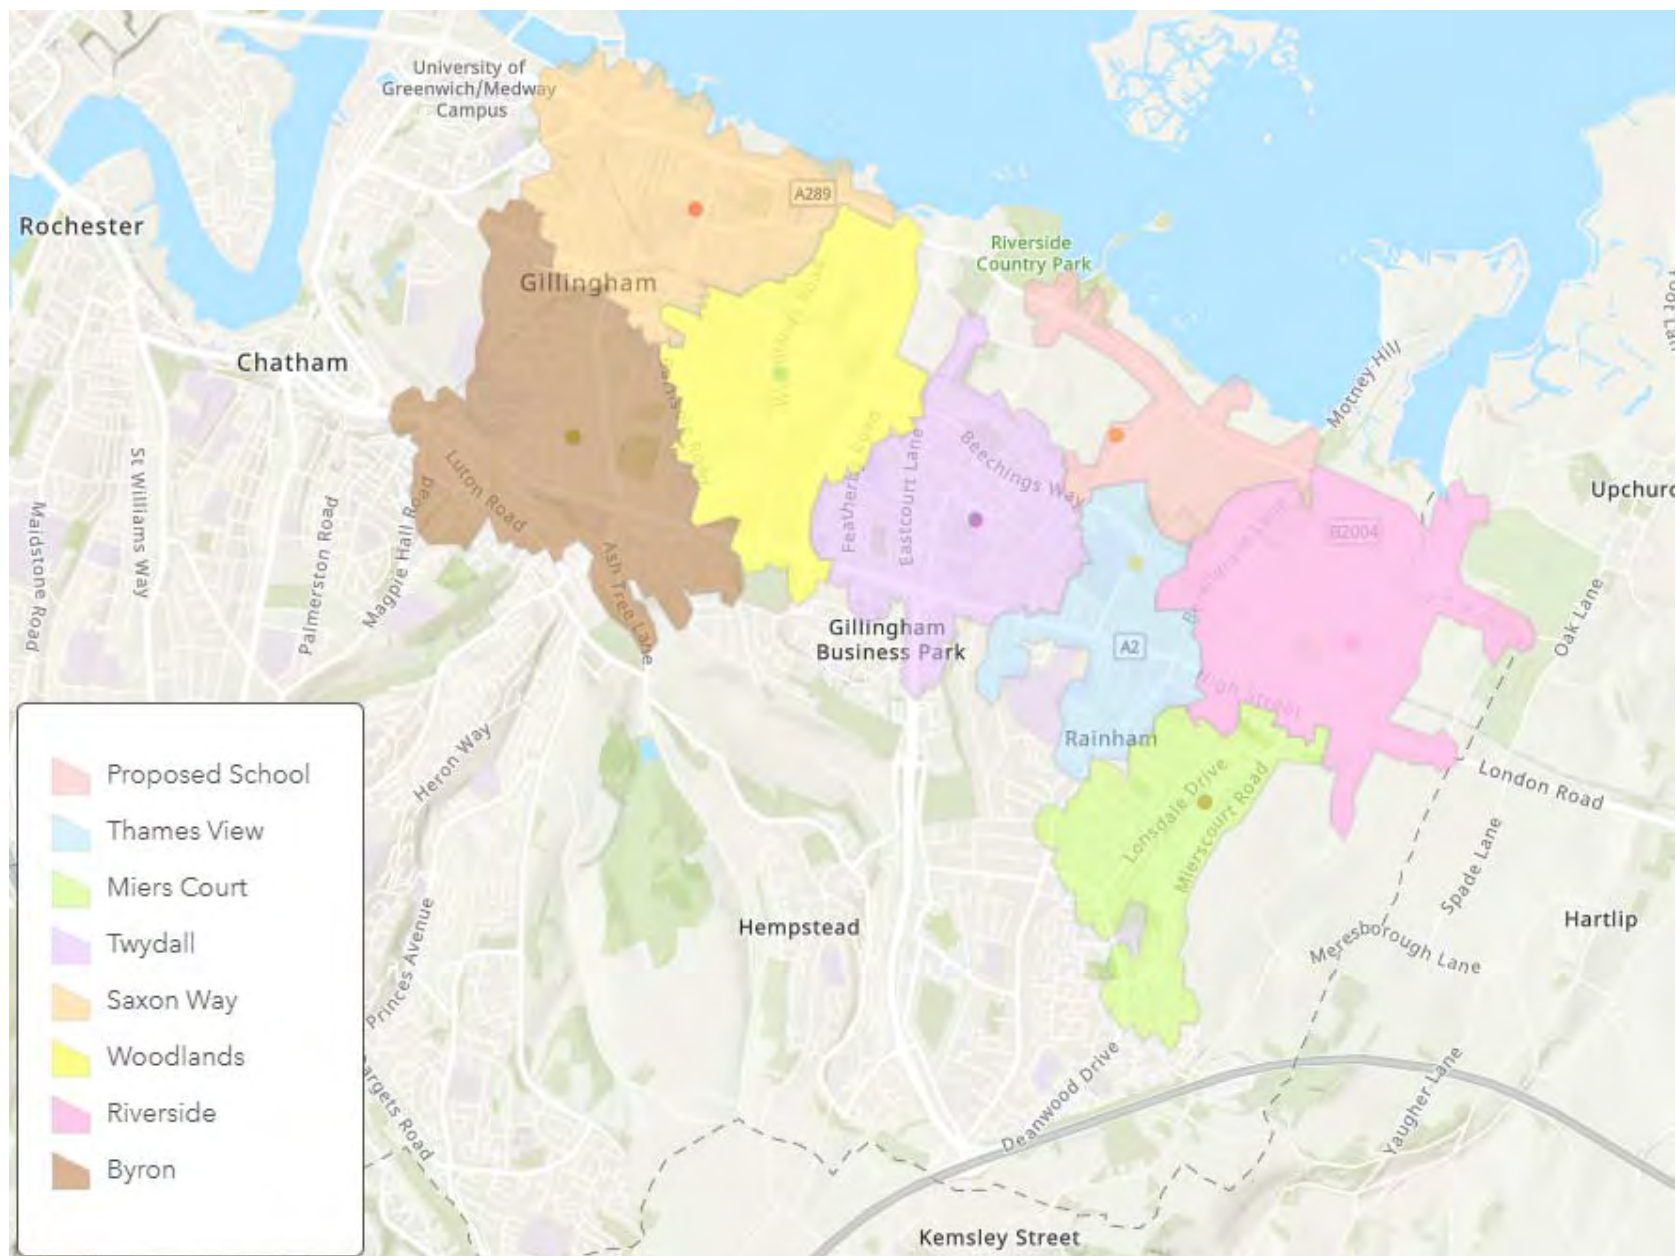 University of
Greenwich/Medway
Campus
A289
Rochester
Riverside
Country Park
Gillingham
Motney Hill
Chatham
Beechings Way
Eastcourt Lane
Luton Road
Magpie Hall Road
St Williams Way
Maidstone Road
Palmerston Road
B2004
Ash Tree Lane
Oak Lane
Gillingham
Business Park
A2
High Street
Rainham
Heron Way
London Road
Lonsdale Drive
Mierscourt Road
Spade Lane
Hempstead
Hartlip
Meresborough Lane
Princes Avenue
Deanwood Drive
Yaugher Lane
Kemsley Street
Proposed School
Thames View
Miers Court
Twydall
Saxon Way
Woodlands
Riverside
Byron